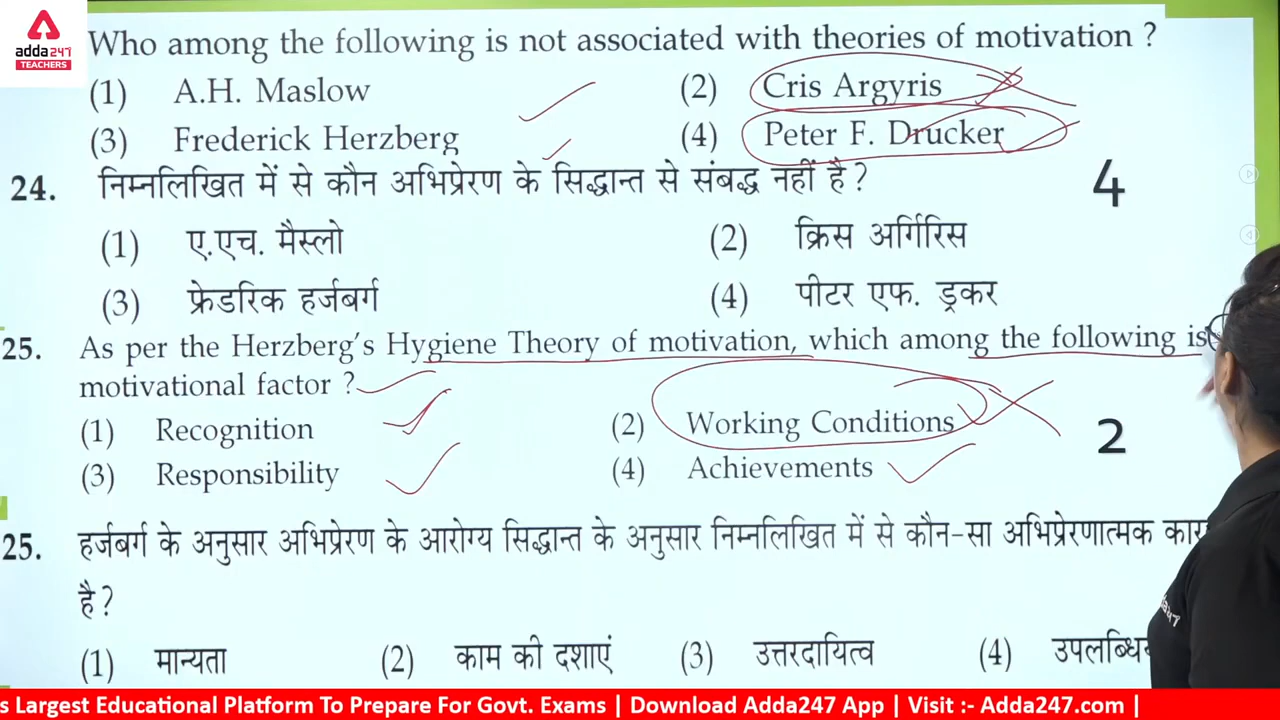 adda247
TEACHERS
Who among the following is not associated with theories of motivation ?
(1) A.H. Maslow (2) Cris Argyris
(3) Frederick Herzberg (4) Peter F. Drucker
24. निम्नलिखित में से कौन अभिप्रेरण के सिद्धान्त से संबद्ध नहीं है ? 4
(1) ए.एच. मैस्लो (2) क्रिस अर्गिरिस
(3) फ्रेडरिक हर्जबर्ग (4) पीटर एफ. ड्रकर
25. As per the Herzberg's Hygiene Theory of motivation, which among the following is
motivational factor ?
(1) Recognition (2) Working Conditions 2
(3) Responsibility (4) Achievements
25. हर्जबर्ग के अनुसार अभिप्रेरण के आरोग्य सिद्धान्त के अनुसार निम्नलिखित में से कौन-सा अभिप्रेरणात्मक
है ?
(1) मान्यता (2) काम की दशाएं (3) उत्तरदायित्व (4)
s Largest Educational Platform To Prepare For Govt. Exams | Download Adda247 App | Visit :- Adda247.com |